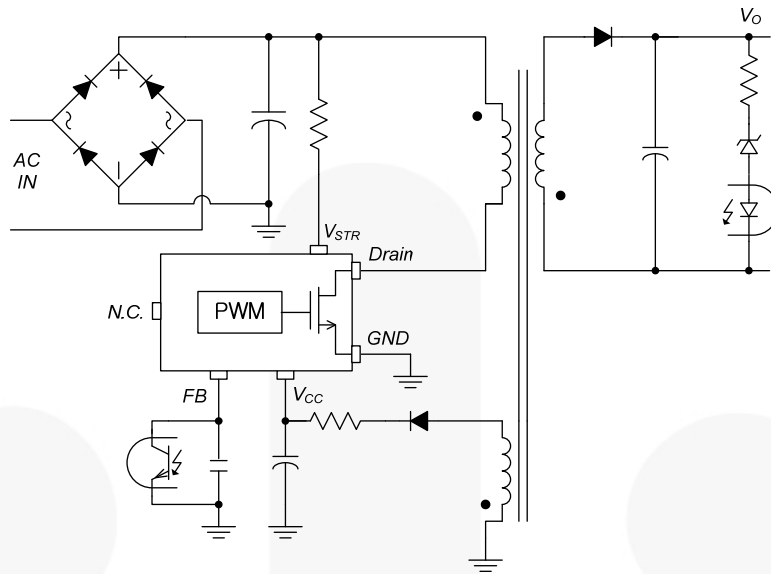 V_O
AC
IN
V_STR
Drain
N.C.
PWM
GND
FB
V_CC